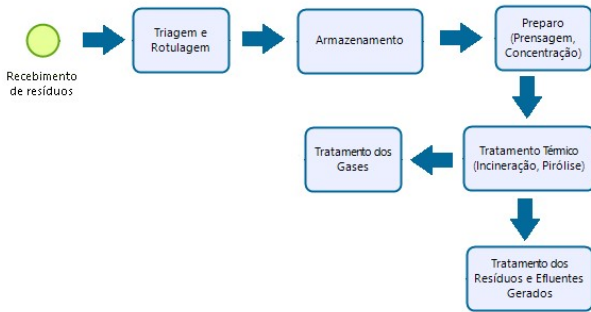 Recebimento
de resíduos
Triagem e
Rotulagem
Armazenamento
Preparo
(Prensagem,
Concentração)
Tratamento Térmico
(Incineração, Pirólise)
Tratamento dos
Gases
Tratamento dos
Resíduos e Efluentes
Gerados